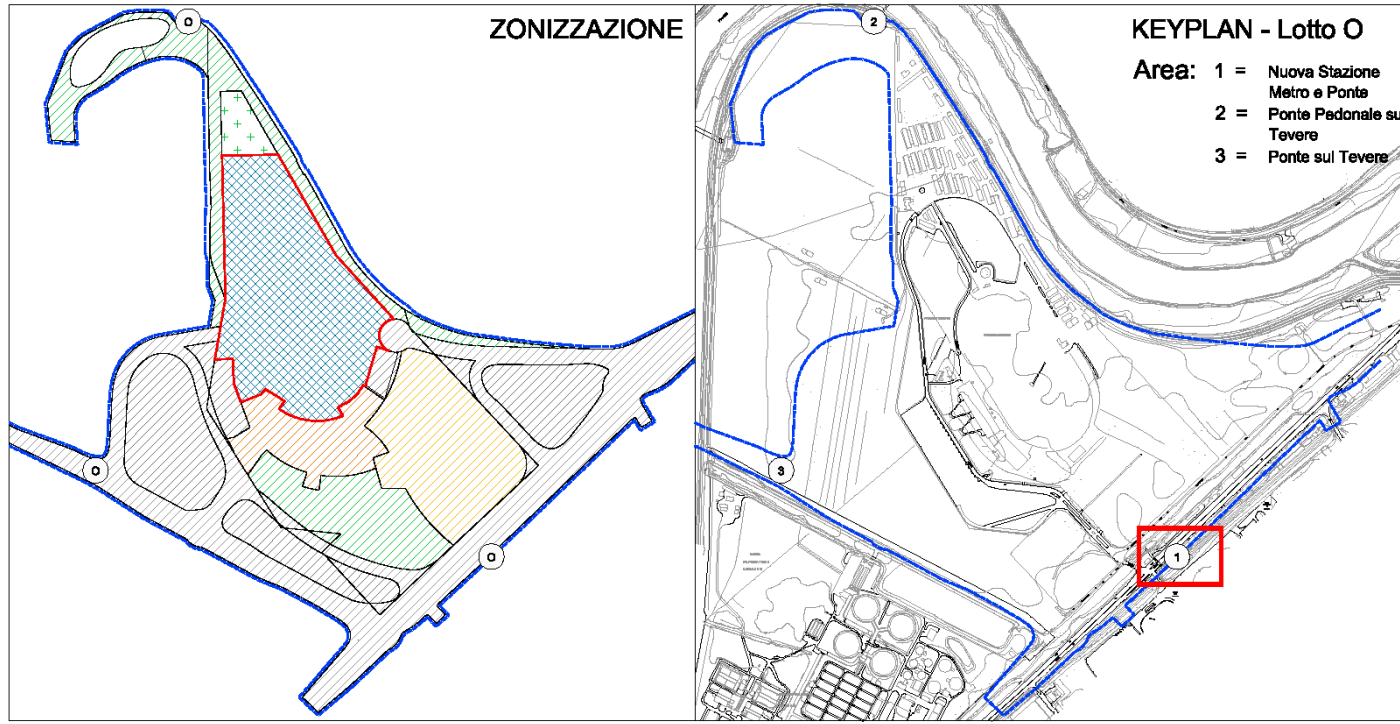 ZONIZZAZIONE
O
O
O
KEYPLAN - Lotto O
Area: 1 = Nuova Stazione
Metro e Ponte
2 = Ponte Pedonale su
Tevere
3 = Ponte sul Tevere
2
3
1